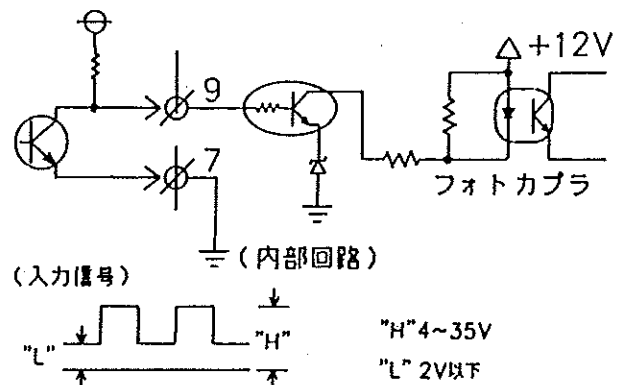 +12V
9
7
フォトカプラ
(内部回路)
(入力信号)
"L"
"H"
"H" 4~35V
"L" 2V以下